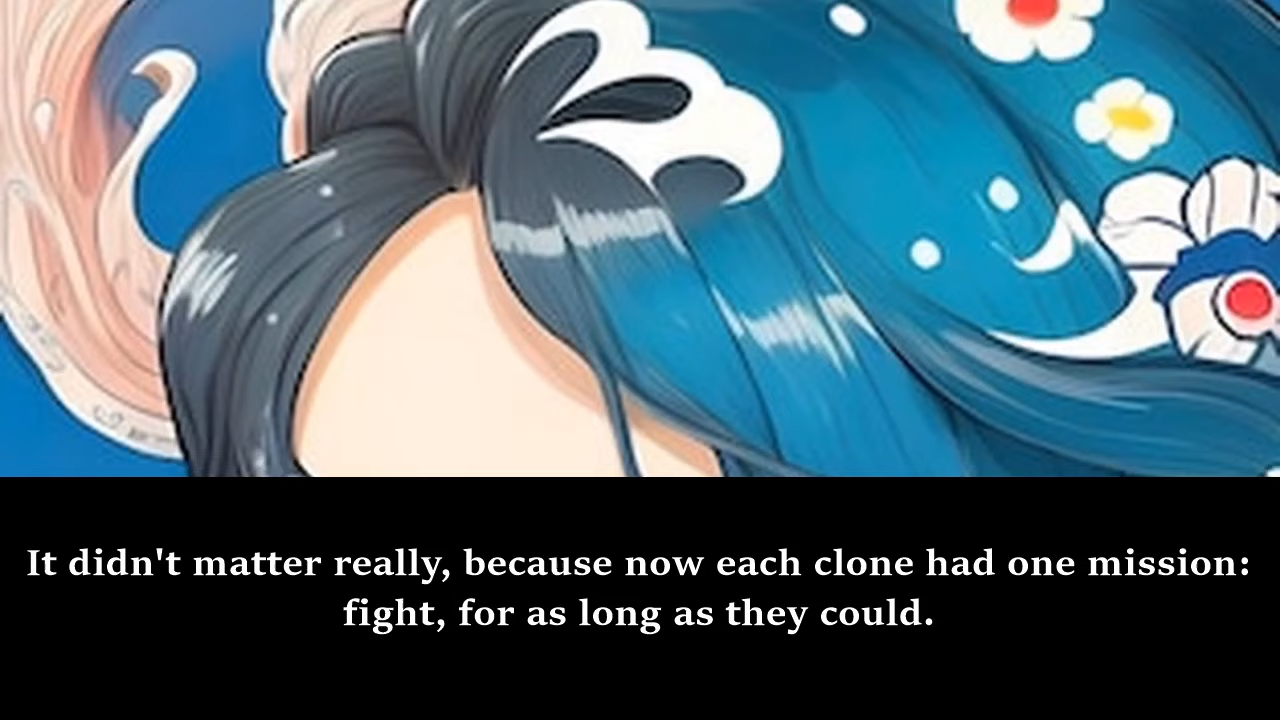 It didn't matter really, because now each clone had one mission:
fight, for as long as they could.